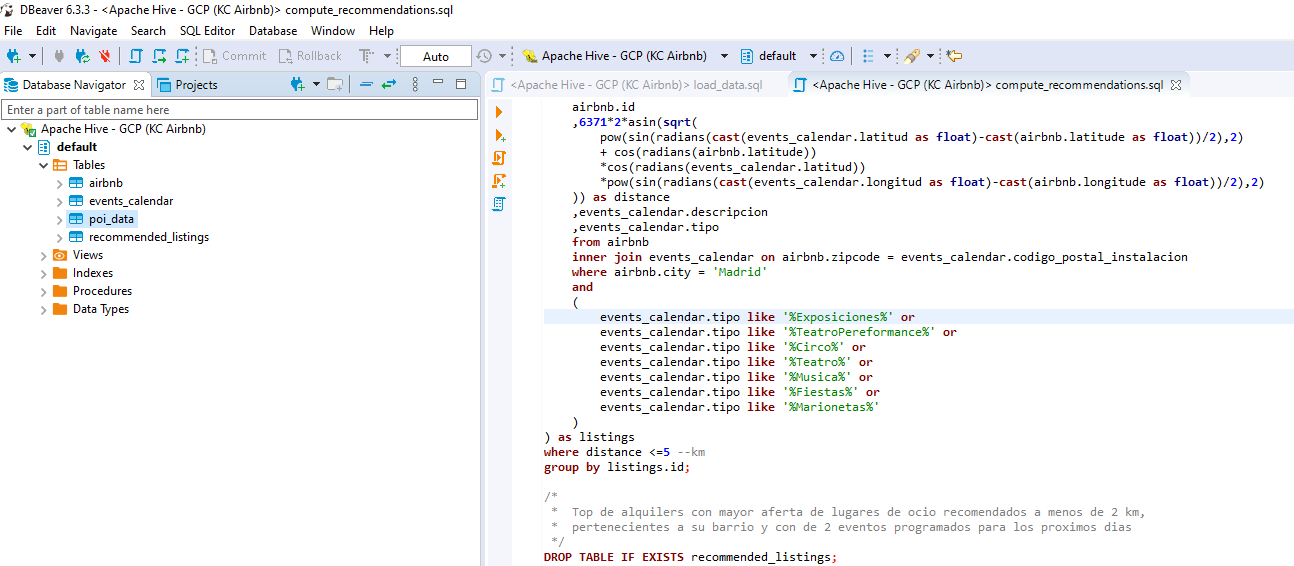 DBeaver 6.3.3 - <Apache Hive - GCP (KC Airbnb)> compute_recommendations.sql
File Edit Navigate Search SQL Editor Database Window Help
Commit Rollback Auto Apache Hive - GCP (KC Airbnb) default
Database Navigator Projects
Enter a part of table name here
Apache Hive - GCP (KC Airbnb)
default
Tables
airbnb
events_calendar
poi_data
recommended_listings
Views
Indexes
Procedures
Data Types
<Apache Hive - GCP (KC Airbnb)> load_data.sql
<Apache Hive - GCP (KC Airbnb)> compute_recommendations.sql
airbnb.id
,6371*2*asin(sqrt(
pow(sin(radians(cast(events_calendar.latitud as float)-cast(airbnb.latitude as float))/2),2)
+ cos(radians(airbnb.latitude))
*cos(radians(events_calendar.latitud))
*pow(sin(radians(cast(events_calendar.longitud as float)-cast(airbnb.longitude as float))/2),2)
)) as distance
,events_calendar.descripcion
,events_calendar.tipo
from airbnb
inner join events_calendar on airbnb.zipcode = events_calendar.codigo_postal_instalacion
where airbnb.city = 'Madrid'
and
(
events_calendar.tipo like '%Exposiciones%' or
events_calendar.tipo like '%TeatroPereformance%' or
events_calendar.tipo like '%Circo%' or
events_calendar.tipo like '%Teatro%' or
events_calendar.tipo like '%Musica%' or
events_calendar.tipo like '%Fiestas%' or
events_calendar.tipo like '%Marionetas%'
)
) as listings
where distance <=5 --km
group by listings.id;
/*
* Top de alquilers con mayor aferta de lugares de ocio recomendados a menos de 2 km,
* pertenecientes a su barrio y con de 2 eventos programados para los proximos dias
*/
DROP TABLE IF EXISTS recommended_listings;